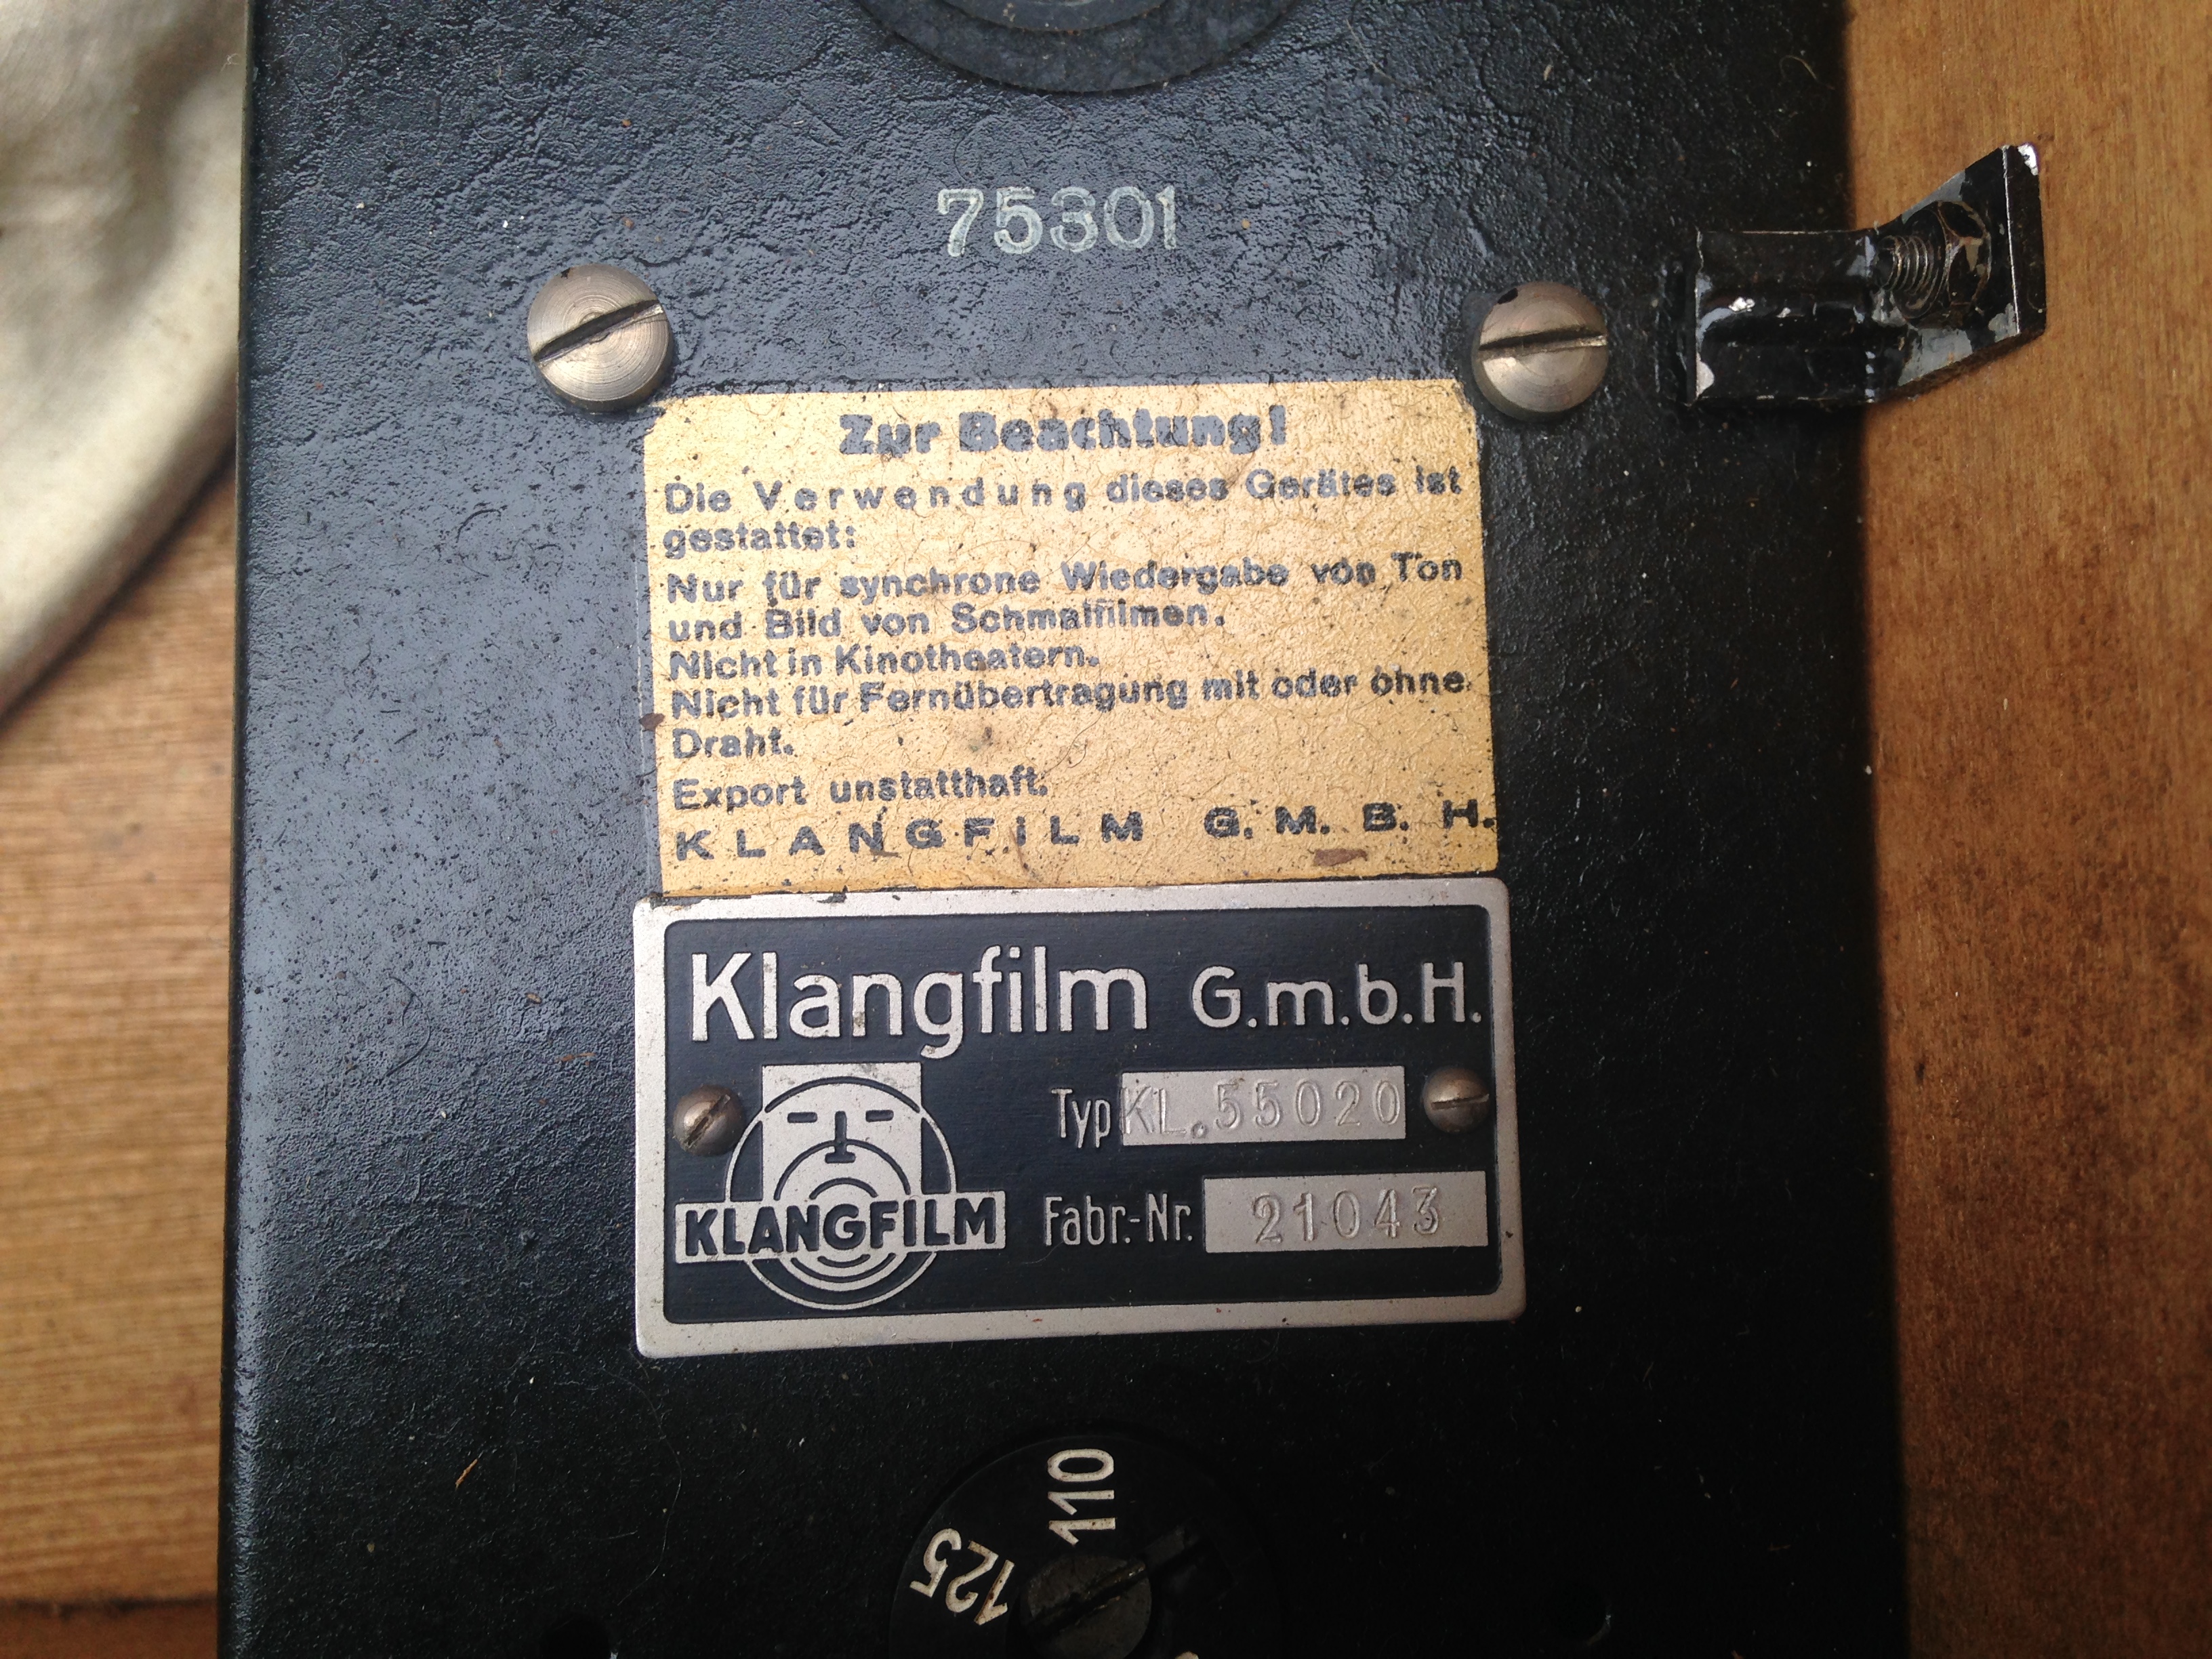 75301
Zur Beachtung!
Die Verwendung dieses Gerätes ist
gestattet:
Nur für synchrone Wiedergabe von Ton
und Bild von Schmalfilmen.
Nicht in Kinotheatern.
Nicht für Fernübertragung mit oder ohne
Draht.
Export unstatthaft.
KLANGFILM G. M. B. H.
Klangfilm G.m.b.H.
Typ KL.55020
KLANGFILM
Fabr.-Nr. 21043
110
125